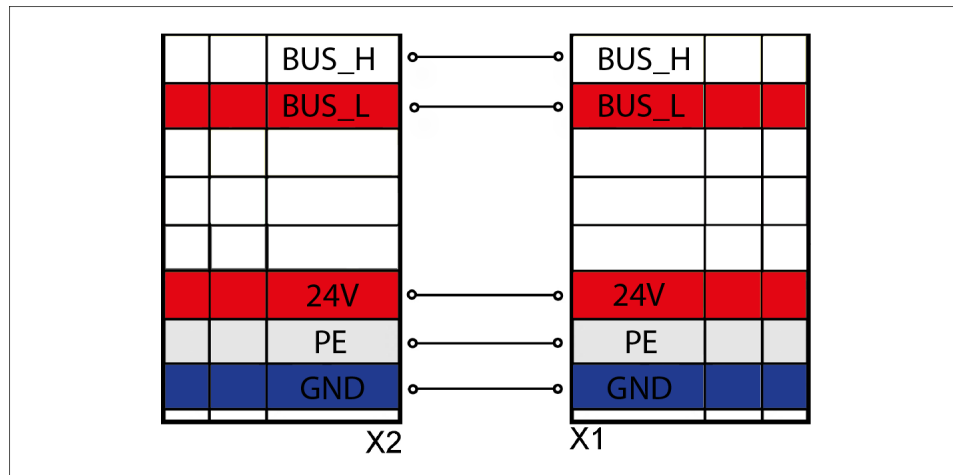 BUS_H BUS_H
BUS_L BUS_L
24V 24V
PE PE
GND GND
X2 X1